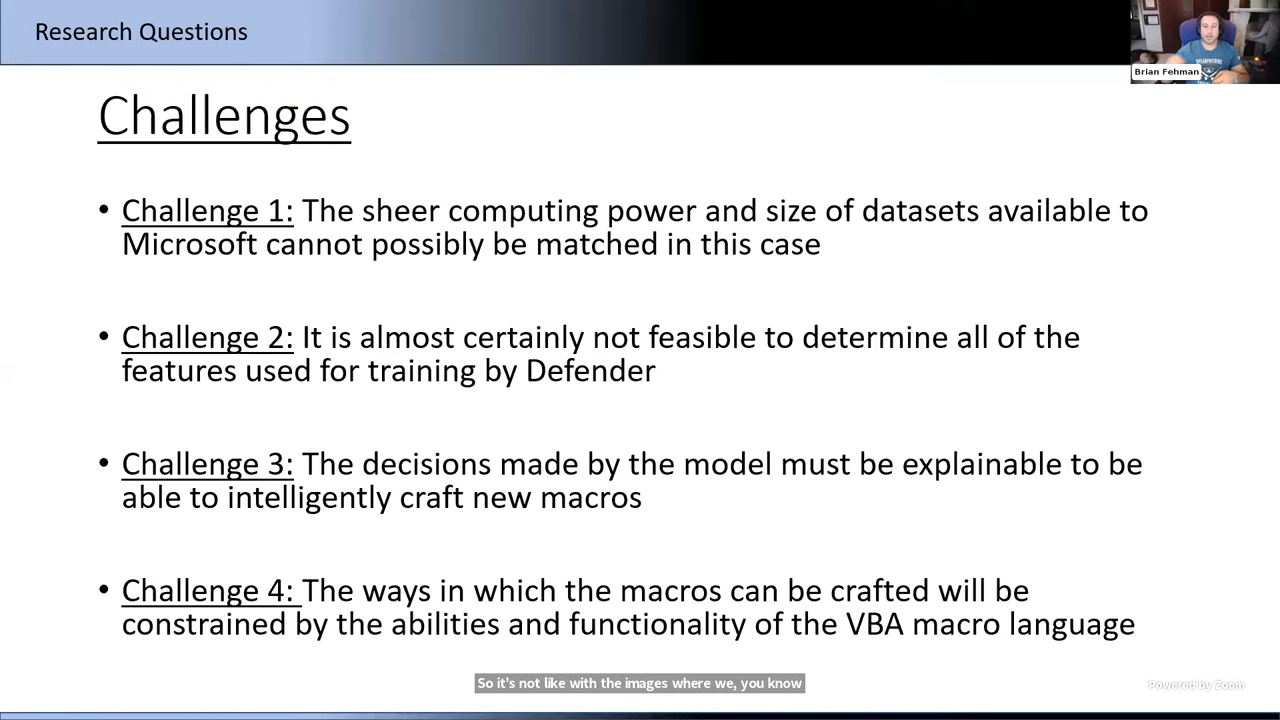 Research Questions
Brian Fehman
Challenges
• Challenge 1: The sheer computing power and size of datasets available to
Microsoft cannot possibly be matched in this case
• Challenge 2: It is almost certainly not feasible to determine all of the
features used for training by Defender
• Challenge 3: The decisions made by the model must be explainable to be
able to intelligently craft new macros
• Challenge 4: The ways in which the macros can be crafted will be
constrained by the abilities and functionality of the VBA macro language
So it's not like with the images where we, you know
Powered by Zoom